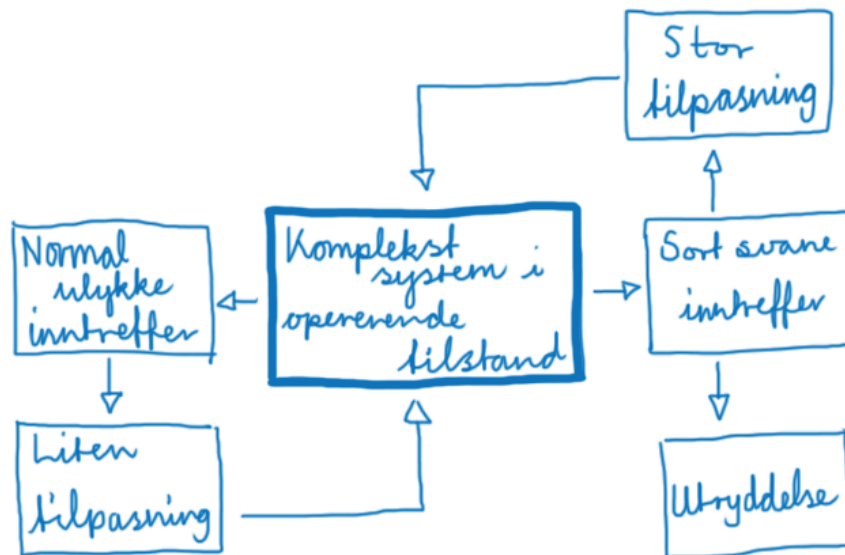 Stor
tilpasning
Normal
ulykke
inntreffer
Komplekst
system i
opererende
tilstand
Sort svane
inntreffer
Liten
tilpasning
Utryddelse